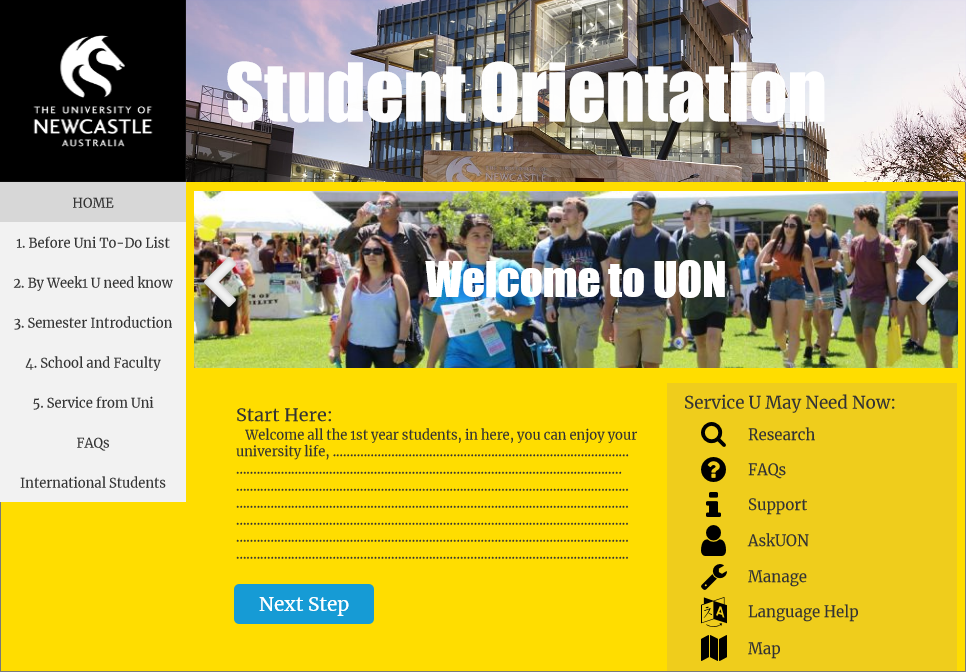 THE UNIVERSITY OF
NEWCASTLE
AUSTRALIA
Student Orientation
NEWCASTLE
HOME
1. Before Uni To-Do List
2. By Week1 U need know
3. Semester Introduction
4. School and Faculty
5. Service from Uni
FAQs
International Students
Welcome to UON
Start Here:
Welcome all the 1st year students, in here, you can enjoy your
university life, ......................................................................................
................................................................................................................
..................................................................................................................
..................................................................................................................
..................................................................................................................
..................................................................................................................
..................................................................................................................
Next Step
Service U May Need Now:
Research
FAQs
Support
AskUON
Manage
Language Help
Map